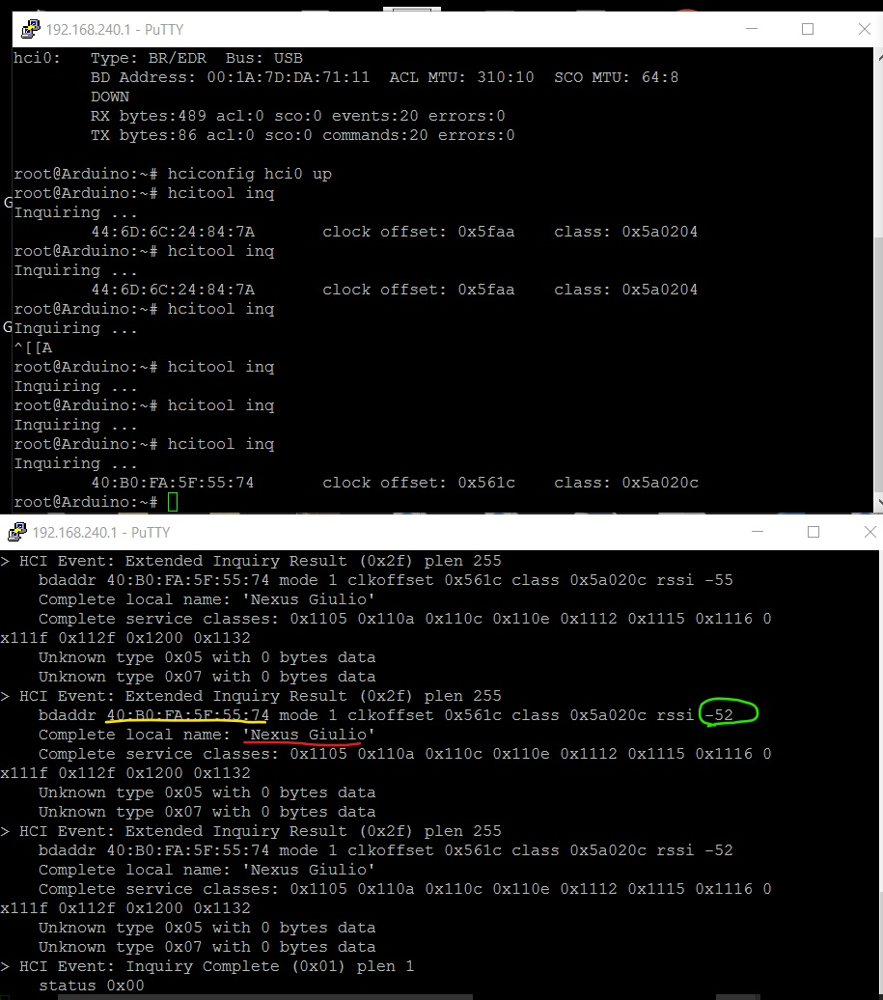 192.168.240.1 - PuTTY
hci0:   Type: BR/EDR  Bus: USB
        BD Address: 00:1A:7D:DA:71:11  ACL MTU: 310:10  SCO MTU: 64:8
        DOWN
        RX bytes:489 acl:0 sco:0 events:20 errors:0
        TX bytes:86 acl:0 sco:0 commands:20 errors:0
root@Arduino:~# hciconfig hci0 up
root@Arduino:~# hcitool inq
G
Inquiring ...
        44:6D:6C:24:84:7A       clock offset: 0x5faa    class: 0x5a0204
root@Arduino:~# hcitool inq
Inquiring ...
        44:6D:6C:24:84:7A       clock offset: 0x5faa    class: 0x5a0204
root@Arduino:~# hcitool inq
G
Inquiring ...
^[[A
root@Arduino:~# hcitool inq
Inquiring ...
root@Arduino:~# hcitool inq
Inquiring ...
root@Arduino:~# hcitool inq
Inquiring ...
        40:B0:FA:5F:55:74       clock offset: 0x561c    class: 0x5a020c
root@Arduino:~#
192.168.240.1 - PuTTY
> HCI Event: Extended Inquiry Result (0x2f) plen 255
    bdaddr 40:B0:FA:5F:55:74 mode 1 clkoffset 0x561c class 0x5a020c rssi -55
    Complete local name: 'Nexus Giulio'
    Complete service classes: 0x1105 0x110a 0x110c 0x110e 0x1112 0x1115 0x1116 0
x111f 0x112f 0x1200 0x1132
    Unknown type 0x05 with 0 bytes data
    Unknown type 0x07 with 0 bytes data
> HCI Event: Extended Inquiry Result (0x2f) plen 255
    bdaddr 40:B0:FA:5F:55:74 mode 1 clkoffset 0x561c class 0x5a020c rssi -52
    Complete local name: 'Nexus Giulio'
    Complete service classes: 0x1105 0x110a 0x110c 0x110e 0x1112 0x1115 0x1116 0
x111f 0x112f 0x1200 0x1132
    Unknown type 0x05 with 0 bytes data
    Unknown type 0x07 with 0 bytes data
> HCI Event: Extended Inquiry Result (0x2f) plen 255
    bdaddr 40:B0:FA:5F:55:74 mode 1 clkoffset 0x561c class 0x5a020c rssi -52
    Complete local name: 'Nexus Giulio'
    Complete service classes: 0x1105 0x110a 0x110c 0x110e 0x1112 0x1115 0x1116 0
x111f 0x112f 0x1200 0x1132
    Unknown type 0x05 with 0 bytes data
    Unknown type 0x07 with 0 bytes data
> HCI Event: Inquiry Complete (0x01) plen 1
    status 0x00